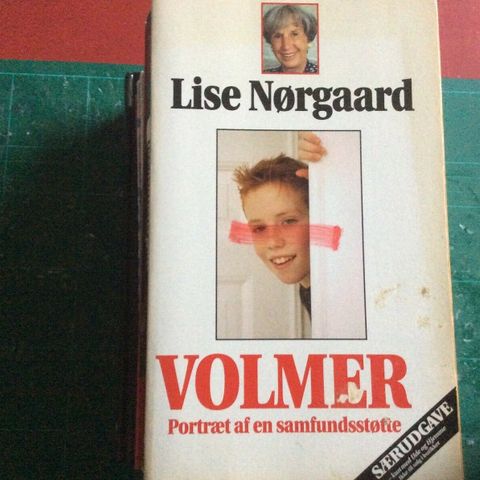 Lise Nørgaard
VOLMER
Portræt af en samfundsstøtte
SÆRUDGAVE